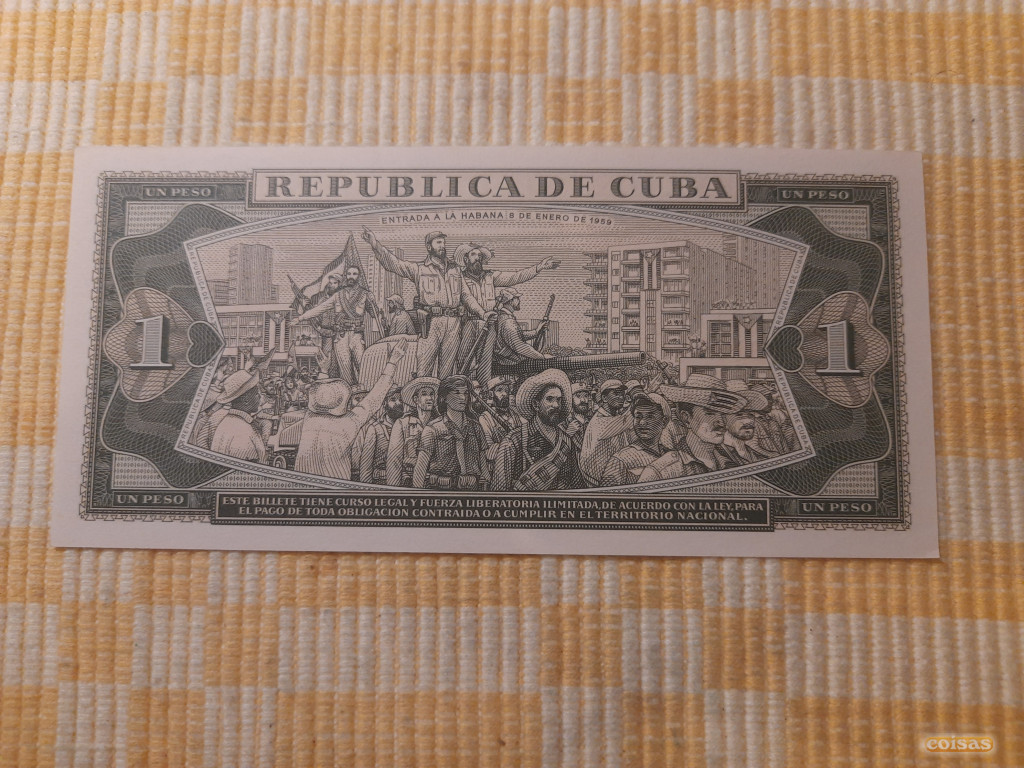 UN PESO
REPUBLICA DE CUBA
UN PESO
ENTRADA A LA HABANA 8 DE ENERO DE 1959
1
1
UN PESO
ESTE BILLETE TIENE CURSO LEGAL Y FUERZA LIBERATORIA ILIMITADA, DE ACUERDO CON LA LEY, PARA
EL PAGO DE TODA OBLIGACION CONTRAIDA O A CUMPLIR EN EL TERRITORIO NACIONAL.
UN PESO
coisas